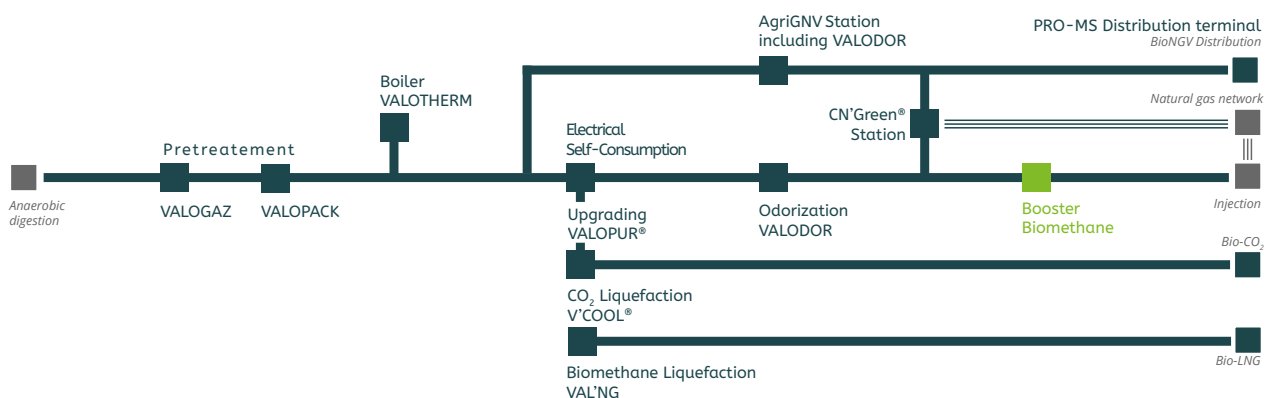 AgriGNV Station
including VALODOR
PRO-MS Distribution terminal
BioNGV Distribution
Boiler
VALOTHERM
Natural gas network
CN'Green®
Station
Electrical
Self-Consumption
Pretreatement
Anaerobic
digestion
VALOGAZ
VALOPACK
Upgrading
VALOPUR®
Odorization
VALODOR
Booster
Biomethane
Injection
Bio-CO₂
CO₂ Liquefaction
V'COOL®
Bio-LNG
Biomethane Liquefaction
VAL'NG